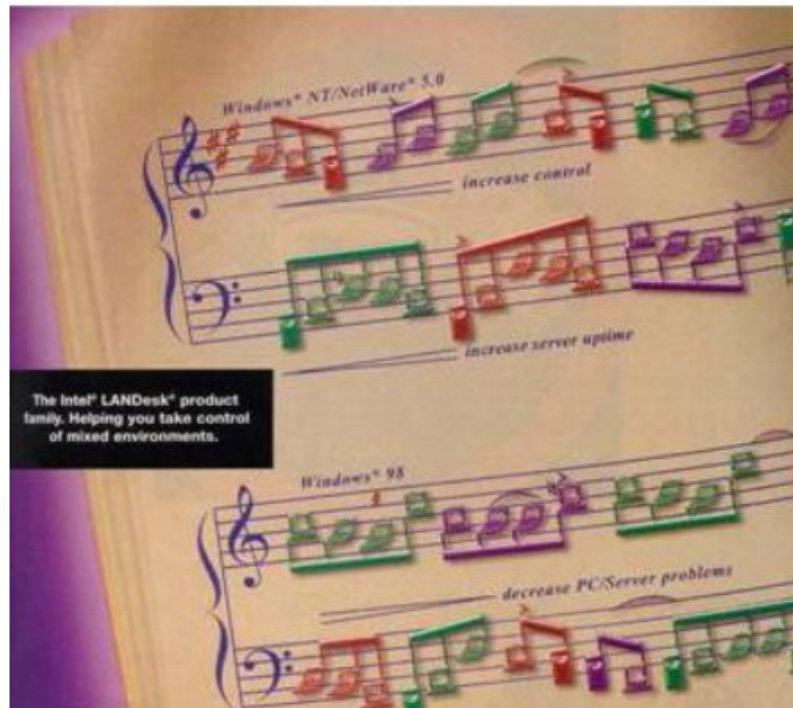 Windows® NT/NetWare® 5.0
increase control
increase server uptime
The Intel® LANDesk® product
family. Helping you take control
of mixed environments.
Windows® 98
decrease PC/Server problems